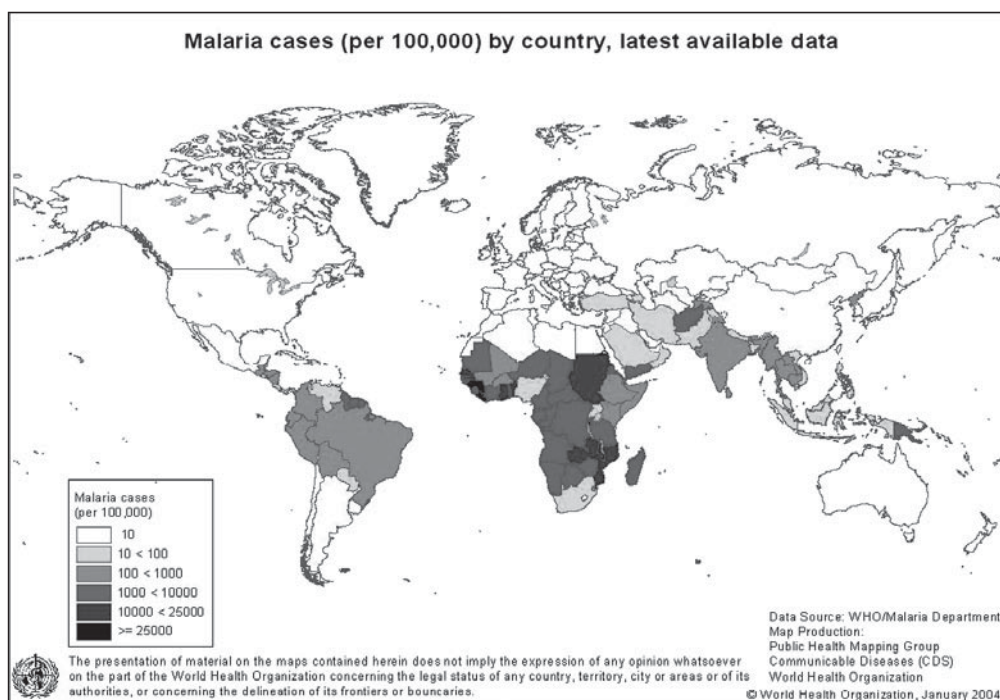 Malaria cases (per 100,000) by country, latest available data
Malaria cases
(per 100,000)
10
10 < 100
100 < 1000
1000 < 10000
10000 < 25000
>= 25000
Data Source: WHO/Malaria Department
Map Production:
Public Health Mapping Group
Communicable Diseases (CDS)
World Health Organization
The presentation of material on the maps contained herein does not imply the expression of any opinion whatsoever
on the part of the World Health Organization concerning the legal status of any country, territory, city or areas or of its
authorities, or concerning the delineation of its frontiers or bouncaries.
© World Health Organization, January 2004